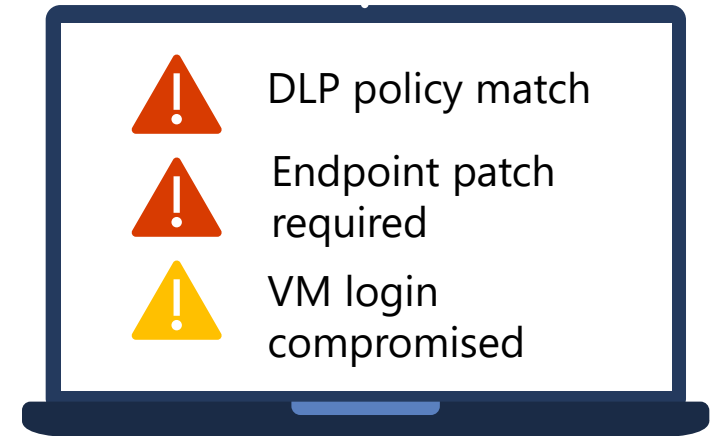 DLP policy match
Endpoint patch
required
VM login
compromised